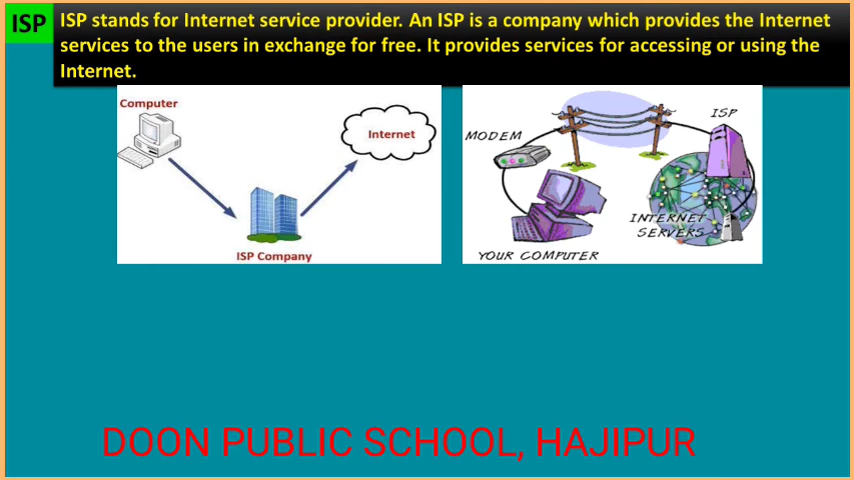 ISP
ISP stands for Internet service provider. An ISP is a company which provides the Internet
services to the users in exchange for free. It provides services for accessing or using the
Internet.
Computer
Internet
ISP Company
MODEM
ISP
INTERNET
SERVERS
YOUR COMPUTER
DOON PUBLIC SCHOOL, HAJIPUR